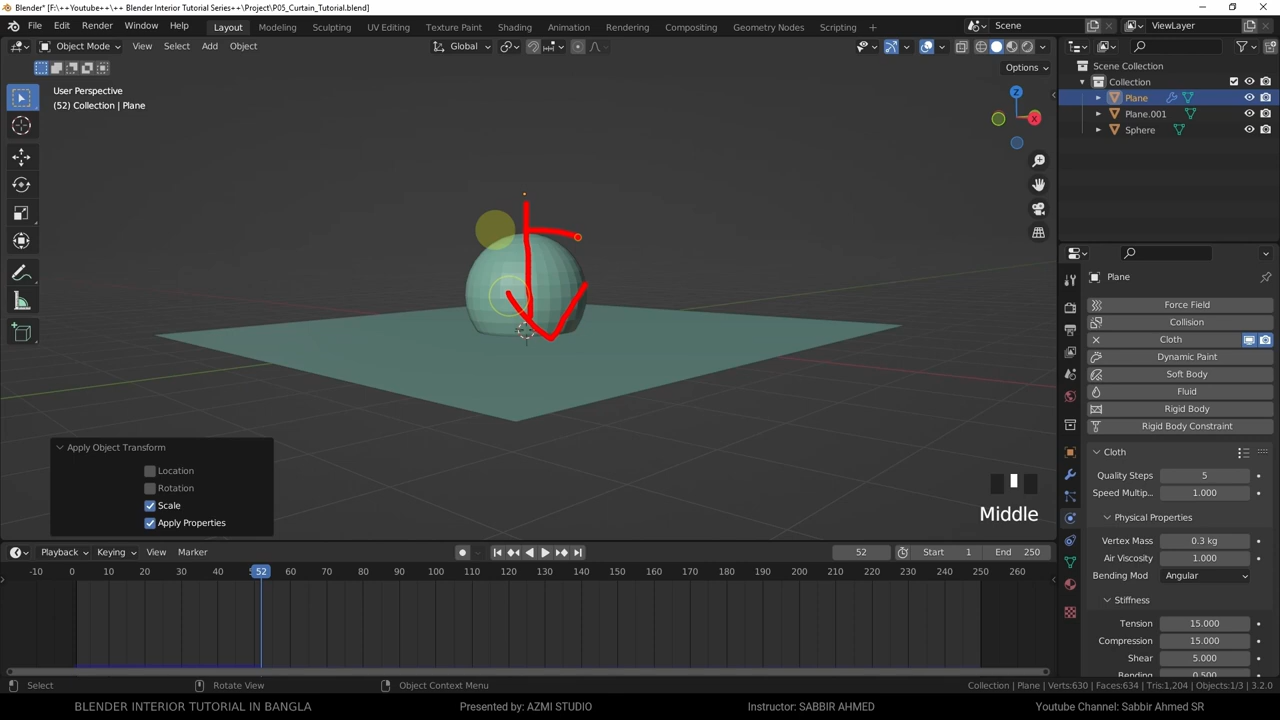 Blender* [F:\++Youtube++\++ Blender Interior Tutorial Series++\Project\P05_Curtain_Tutorial.blend]
File Edit Render Window Help Layout Modeling Sculpting UV Editing Texture Paint Shading Animation Rendering Compositing Geometry Nodes Scripting Scene ViewLayer
Object Mode View Select Add Object Global
Options
User Perspective
(52) Collection | Plane
Z
X
Scene Collection
Collection
Plane
Plane.001
Sphere
Plane
Force Field
Collision
Cloth
Dynamic Paint
Soft Body
Fluid
Rigid Body
Rigid Body Constraint
Cloth
Quality Steps 5
Speed Multip... 1.000
Physical Properties
Vertex Mass 0.3 kg
Air Viscosity 1.000
Bending Mod Angular
Stiffness
Tension 15.000
Compression 15.000
Shear 5.000
Bending 0.500
Apply Object Transform
Location
Rotation
Scale
Apply Properties
Middle
Playback Keying View Marker 52 Start 1 End 250
-10 0 10 20 30 40 52 60 70 80 90 100 110 120 130 140 150 160 170 180 190 200 210 220 230 240 250 260
Select Rotate View Object Context Menu Collection | Plane | Verts:630 | Faces:634 | Tris:1,204 | Objects:1/3 | 3.2.0
BLENDER INTERIOR TUTORIAL IN BANGLA Presented by: AZMI STUDIO Instructor: SABBIR AHMED Youtube Channel: Sabbir Ahmed SR